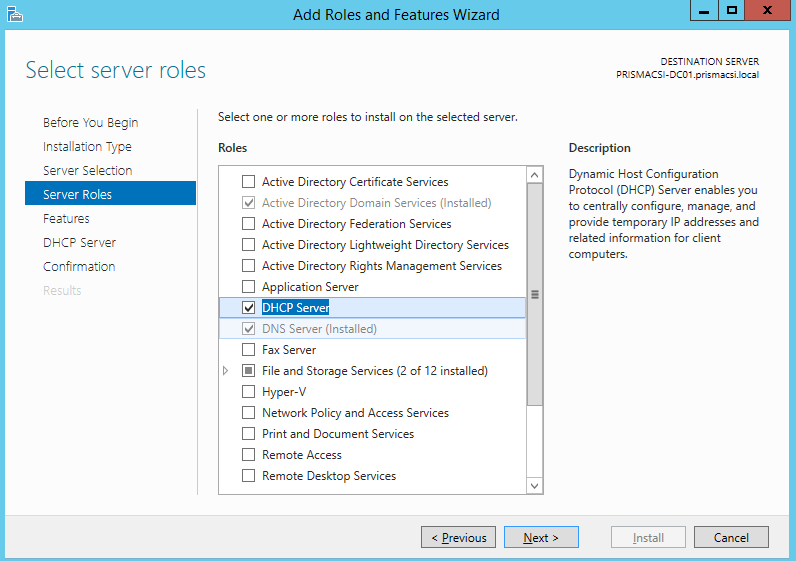 Add Roles and Features Wizard
Select server roles
DESTINATION SERVER
PRISMACSI-DC01.prismacsi.local
Before You Begin
Installation Type
Server Selection
Server Roles
Features
DHCP Server
Confirmation
Results
Select one or more roles to install on the selected server.
Roles
Active Directory Certificate Services
Active Directory Domain Services (Installed)
Active Directory Federation Services
Active Directory Lightweight Directory Services
Active Directory Rights Management Services
Application Server
DHCP Server
DNS Server (Installed)
Fax Server
File and Storage Services (2 of 12 installed)
Hyper-V
Network Policy and Access Services
Print and Document Services
Remote Access
Remote Desktop Services
Description
Dynamic Host Configuration
Protocol (DHCP) Server enables you
to centrally configure, manage, and
provide temporary IP addresses and
related information for client
computers.
< Previous
Next >
Install
Cancel